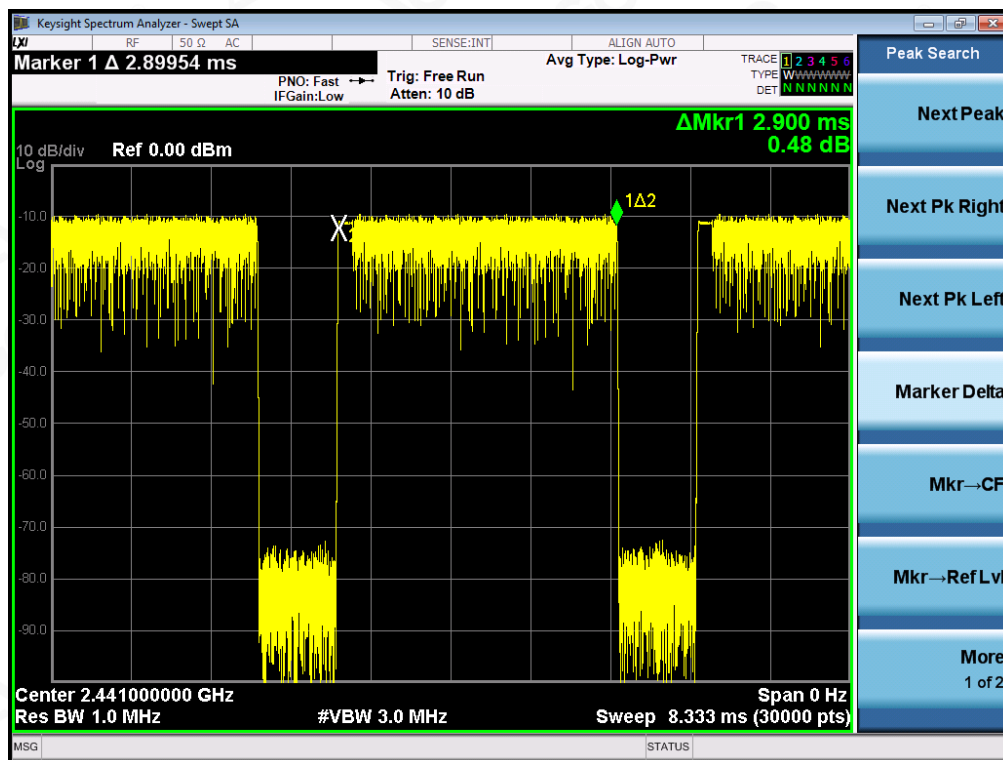 Keysight Spectrum Analyzer - Swept SA
LXI RF 50 Ω AC SENSE:INT ALIGN AUTO
Marker 1 Δ 2.89954 ms
PNO: Fast
IFGain:Low
Trig: Free Run
Atten: 10 dB
Avg Type: Log-Pwr
TRACE 1 2 3 4 5 6
TYPE W W W W W W
DET N N N N N N
ΔMkr1 2.900 ms
0.48 dB
10 dB/div Ref 0.00 dBm
Log
-10.0
-20.0
-30.0
-40.0
-50.0
-60.0
-70.0
-80.0
-90.0
1Δ2
Center 2.441000000 GHz
Span 0 Hz
Res BW 1.0 MHz
#VBW 3.0 MHz
Sweep 8.333 ms (30000 pts)
MSG
STATUS
Peak Search
Next Peak
Next Pk Right
Next Pk Left
Marker Delta
Mkr→CF
Mkr→Ref Lvl
More
1 of 2